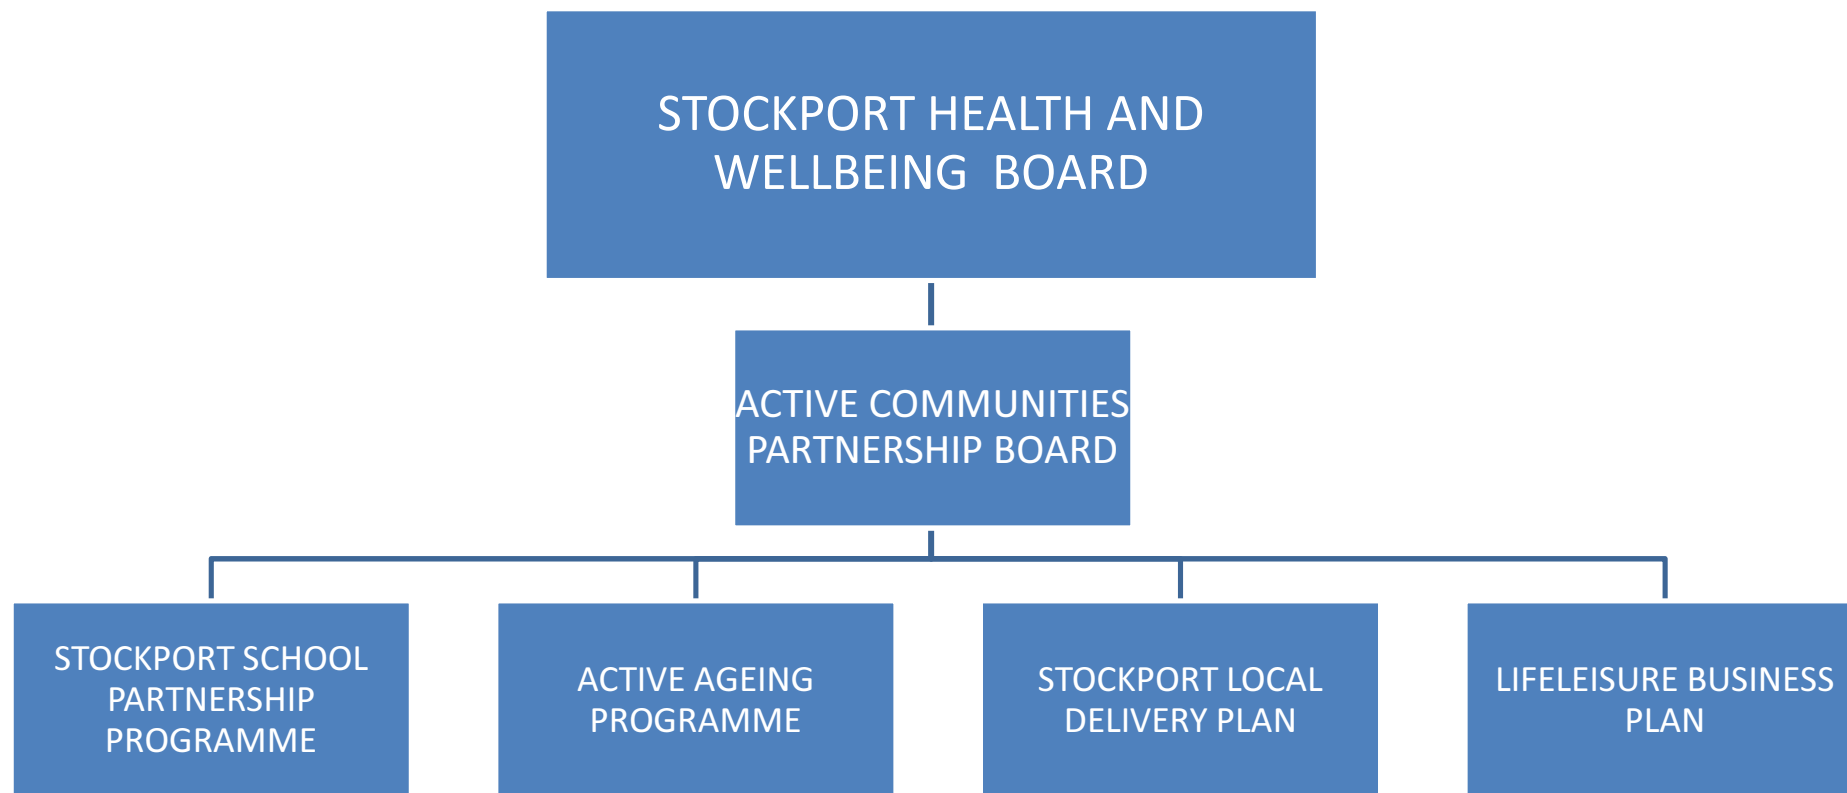 STOCKPORT HEALTH AND
WELLBEING  BOARD
ACTIVE COMMUNITIES
PARTNERSHIP BOARD
STOCKPORT SCHOOL
PARTNERSHIP
PROGRAMME
ACTIVE AGEING
PROGRAMME
STOCKPORT LOCAL
DELIVERY PLAN
LIFELEISURE BUSINESS
PLAN